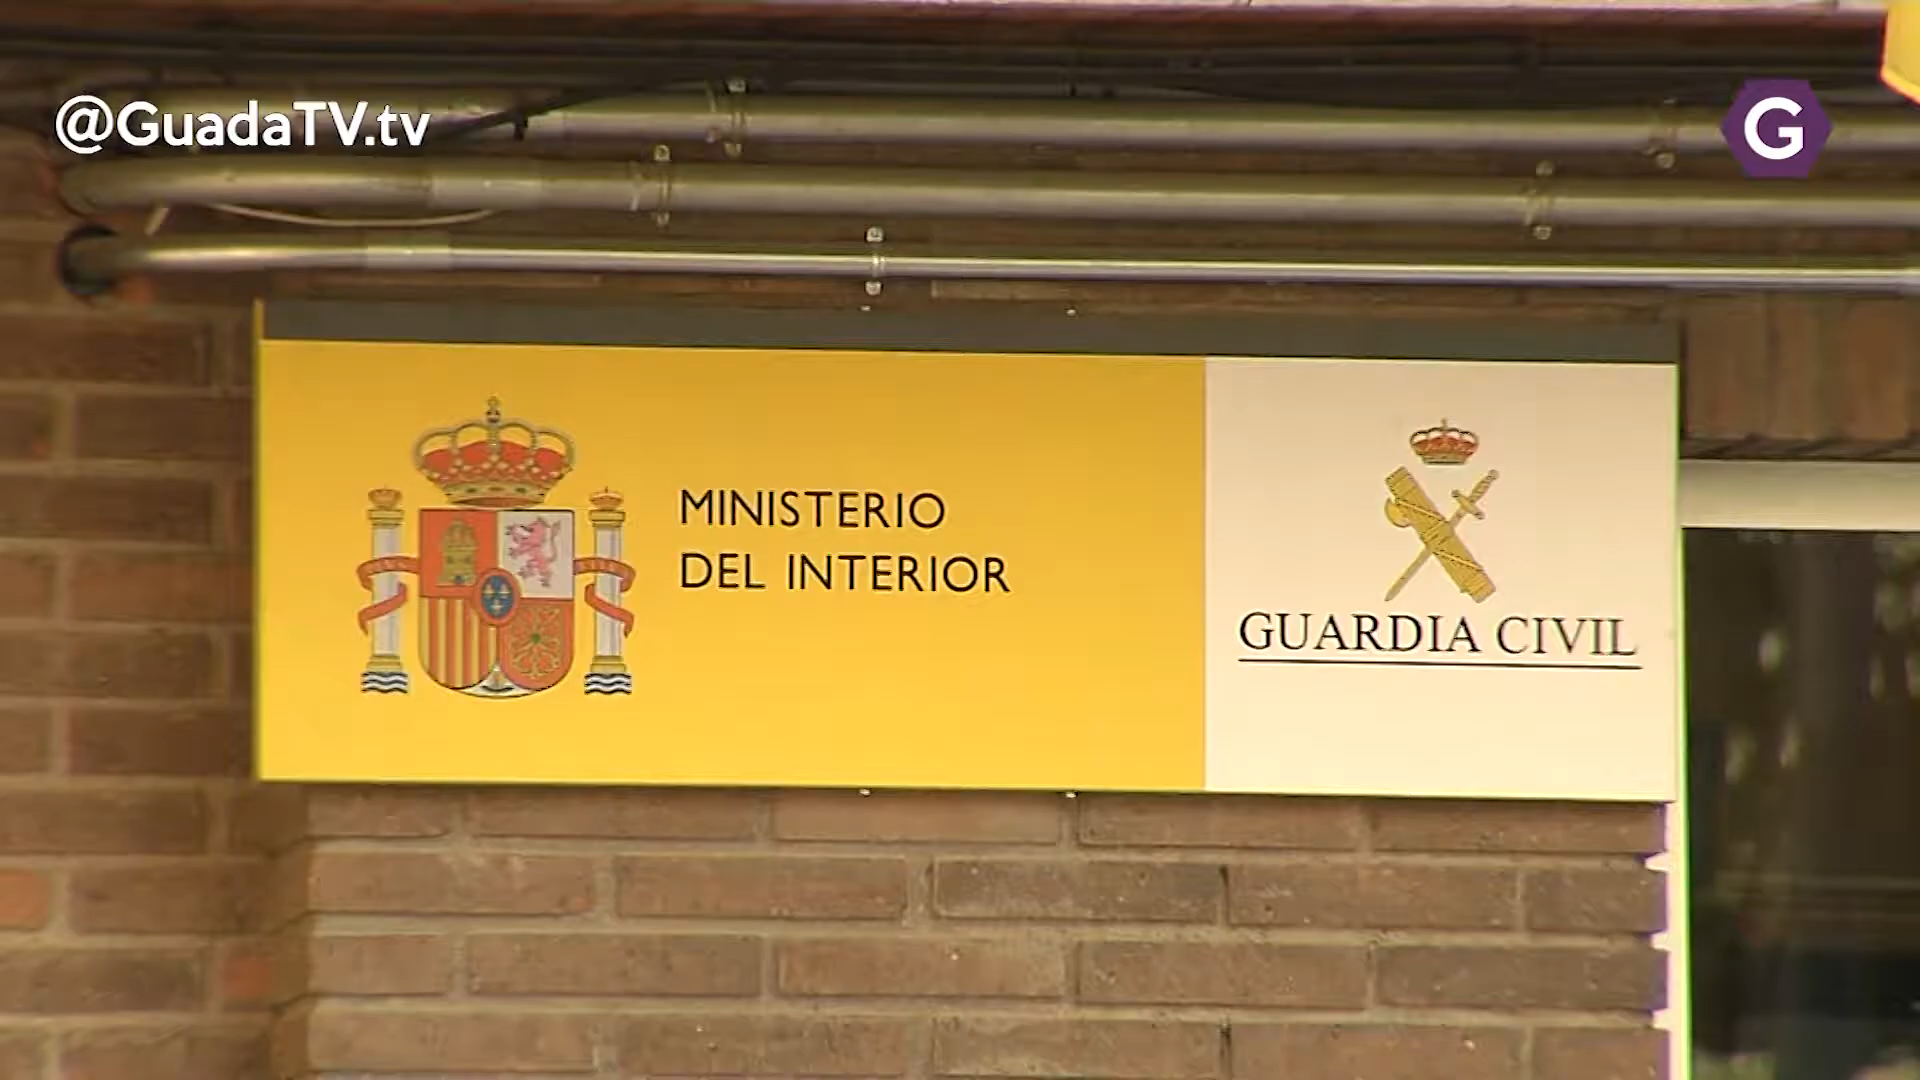 @GuadaTV.tv
G
MINISTERIO
DEL INTERIOR
GUARDIA CIVIL